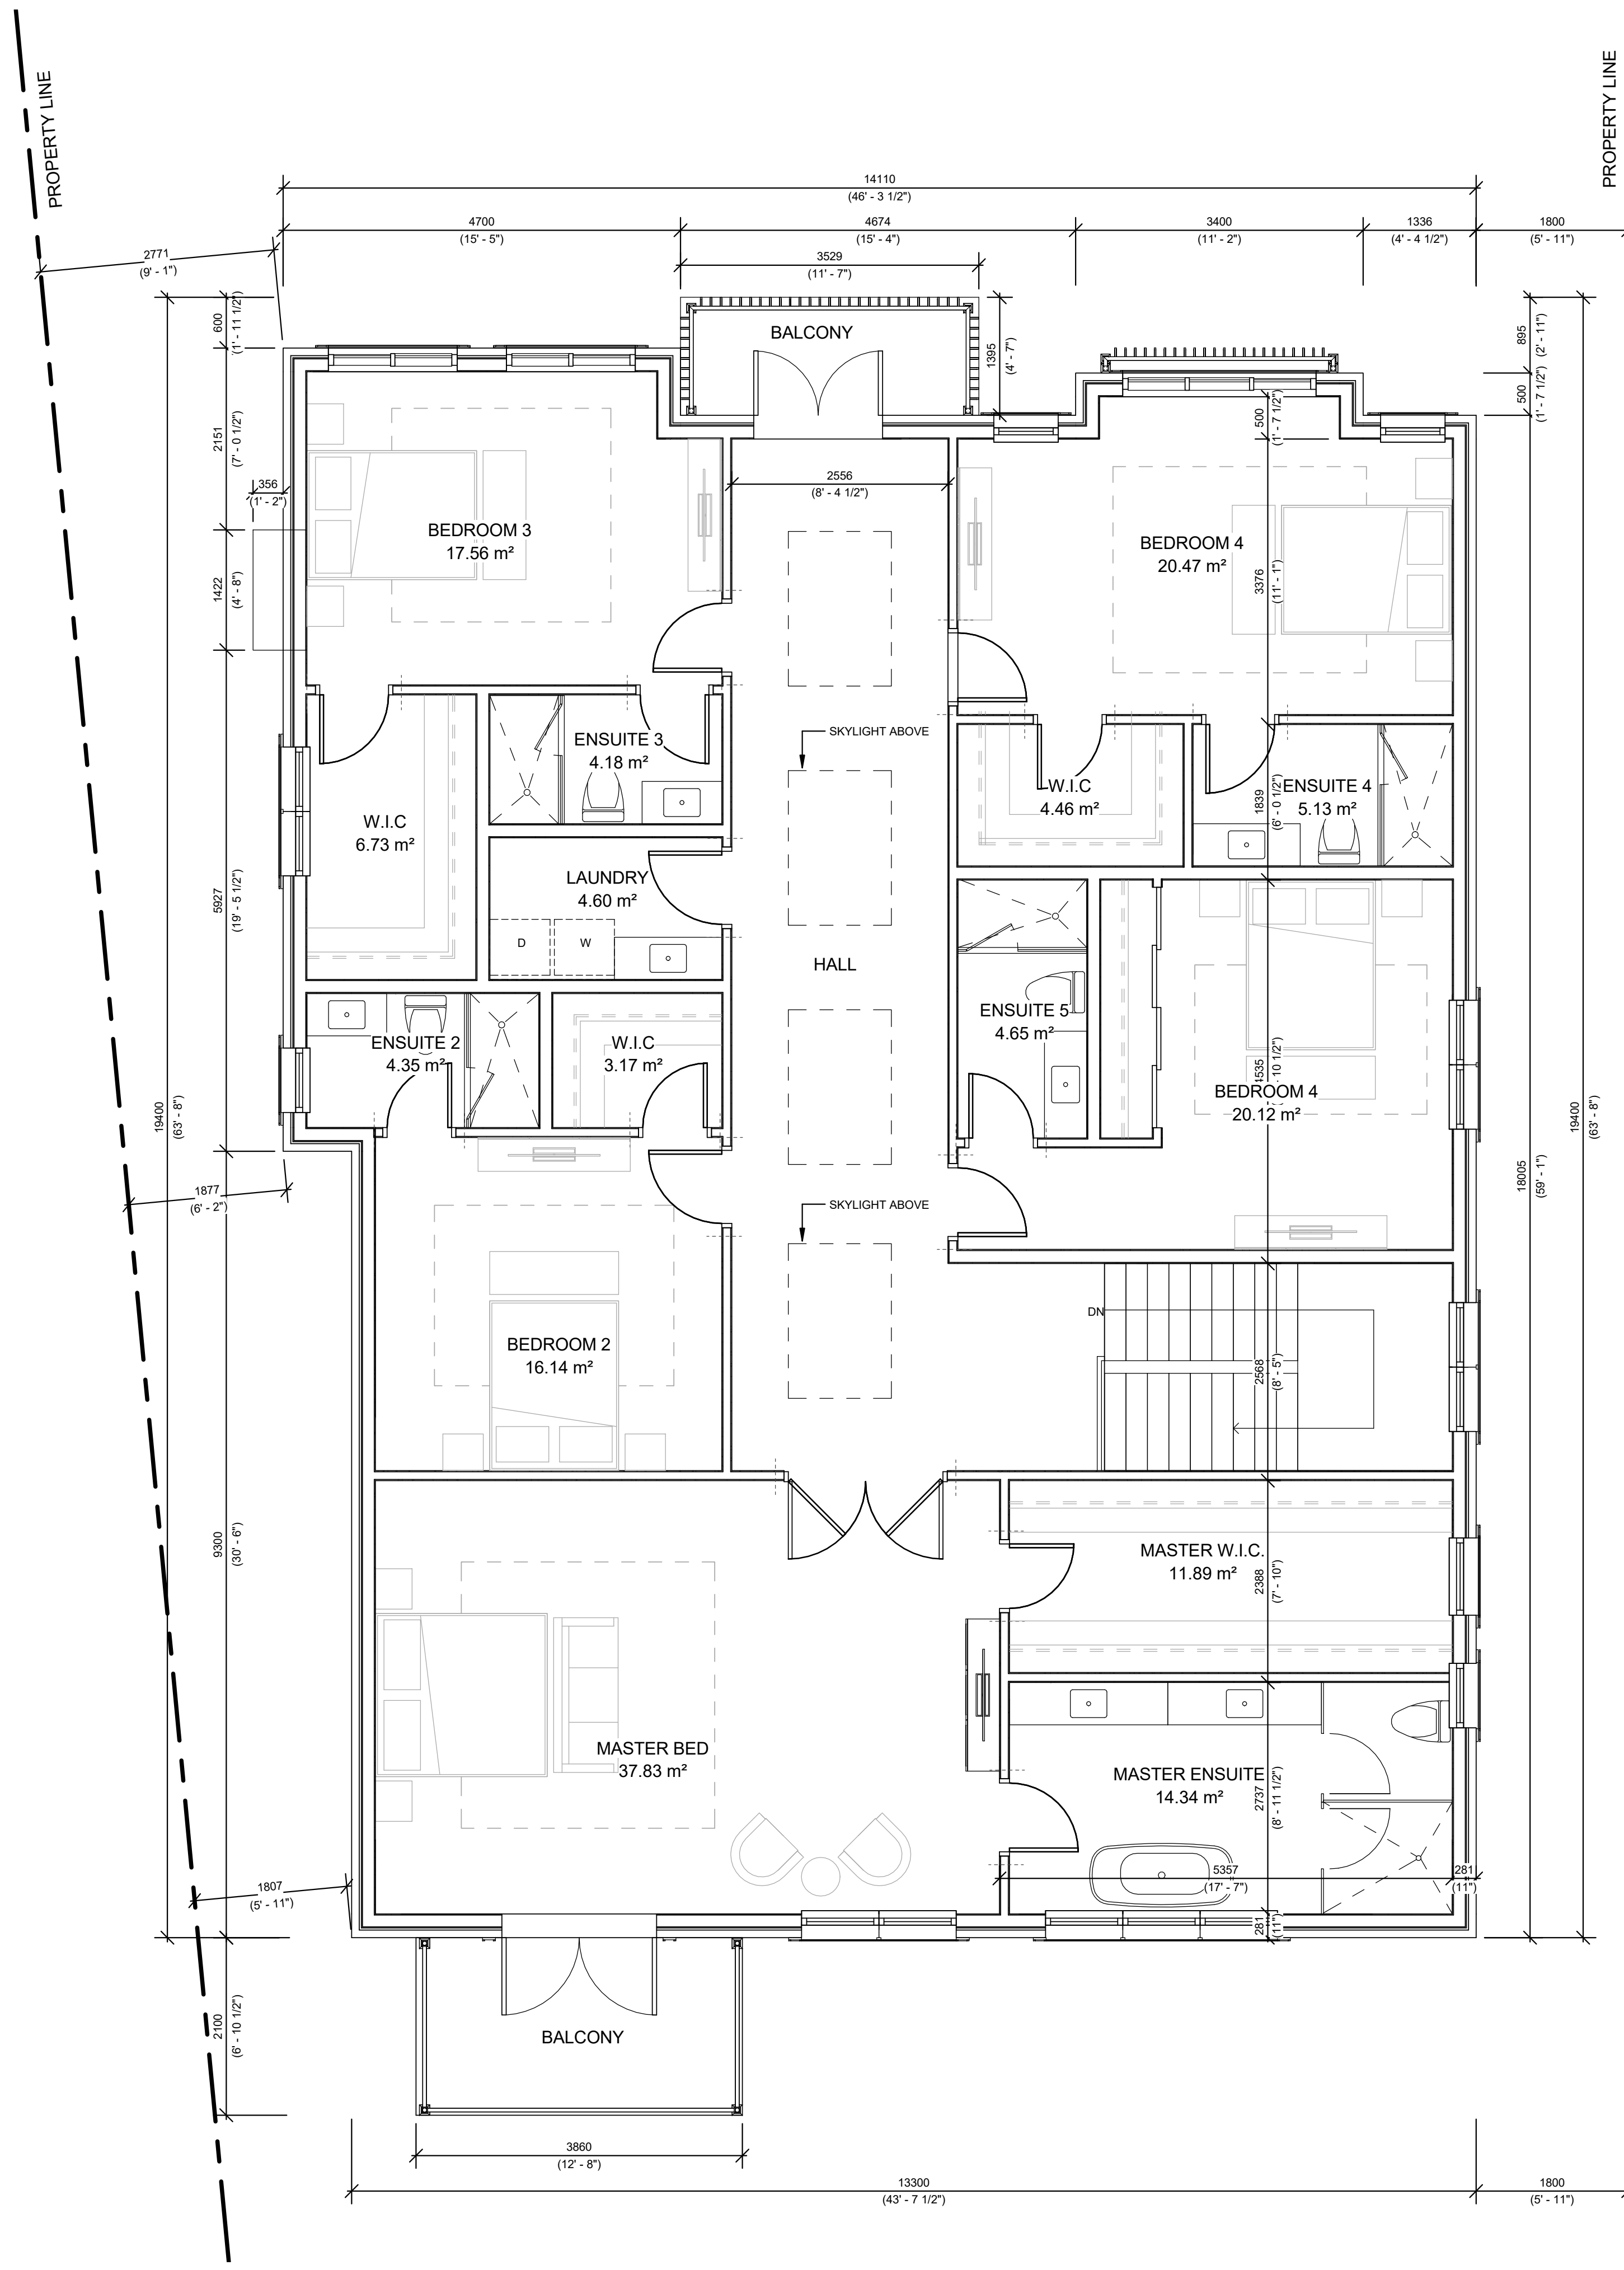 PROPERTY LINE
PROPERTY LINE
14110
(46' - 3 1/2")
4700
(15' - 5")
4674
(15' - 4")
3400
(11' - 2")
1336
(4' - 4 1/2")
1800
(5' - 11")
2771
(9' - 1")
3529
(11' - 7")
600
(1' - 11 1/2")
BALCONY
1395
(4' - 7")
895
(2' - 11")
500
(1' - 7 1/2")
500
(1' - 7 1/2")
2151
(7' - 0 1/2")
356
(1' - 2")
2556
(8' - 4 1/2")
BEDROOM 3
17.56 m²
BEDROOM 4
20.47 m²
3376
(11' - 1")
1422
(4' - 8")
SKYLIGHT ABOVE
ENSUITE 3
4.18 m²
W.I.C
4.46 m²
1839
(6' - 0 1/2")
ENSUITE 4
5.13 m²
W.I.C
6.73 m²
LAUNDRY
4.60 m²
5927
(19' - 5 1/2")
D
W
HALL
ENSUITE 5
4.65 m²
ENSUITE 2
4.35 m²
W.I.C
3.17 m²
10 1/2")
BEDROOM 4
20.12 m²
19400
(63' - 8")
19400
(63' - 8")
18005
(59' - 1")
1877
(6' - 2")
SKYLIGHT ABOVE
DN
BEDROOM 2
16.14 m²
2568
(8' - 5")
9300
(30' - 6")
MASTER W.I.C.
11.89 m²
2388
(7' - 10")
MASTER BED
37.83 m²
MASTER ENSUITE
14.34 m²
2737
(8' - 11 1/2")
5357
(17' - 7")
281
(11")
1807
(5' - 11")
281
(11")
2100
(6' - 10 1/2")
BALCONY
3860
(12' - 8")
13300
(43' - 7 1/2")
1800
(5' - 11")